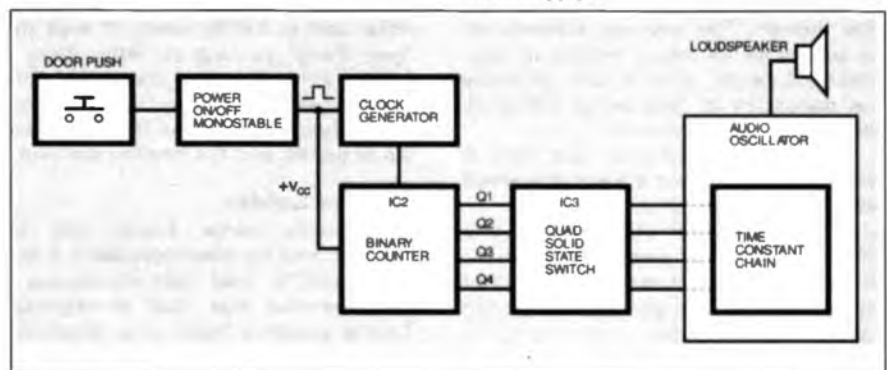 LOUDSPEAKER
DOOR PUSH
POWER
ON/OFF
MONOSTABLE
CLOCK
GENERATOR
AUDIO
OSCILLATOR
+Vcc
IC2
BINARY
COUNTER
Q1
Q2
Q3
Q4
IC3
QUAD
SOLID
STATE
SWITCH
TIME
CONSTANT
CHAIN